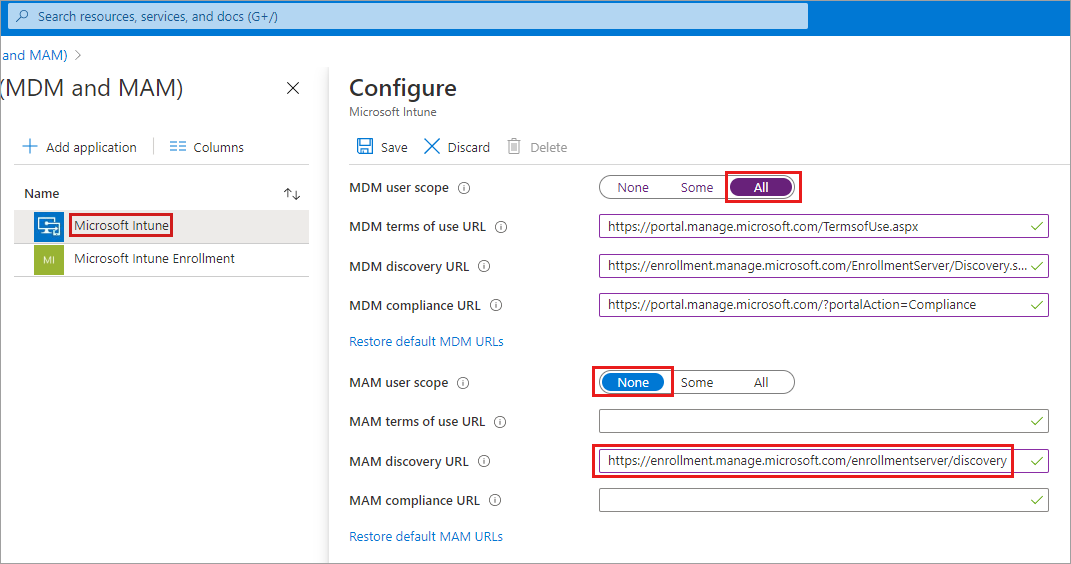 Search resources, services, and docs (G+/)
and MAM) >
(MDM and MAM)
Add application
Columns
Name
Microsoft Intune
MI
Microsoft Intune Enrollment
Configure
Microsoft Intune
Save
Discard
Delete
MDM user scope
None Some All
MDM terms of use URL
https://portal.manage.microsoft.com/TermsofUse.aspx
MDM discovery URL
https://enrollment.manage.microsoft.com/EnrollmentServer/Discovery.s...
MDM compliance URL
https://portal.manage.microsoft.com/?portalAction=Compliance
Restore default MDM URLs
MAM user scope
None Some All
MAM terms of use URL
MAM discovery URL
https://enrollment.manage.microsoft.com/enrollmentserver/discovery
MAM compliance URL
Restore default MAM URLs